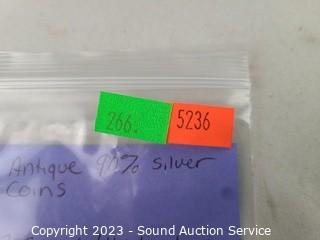 266.
5236
Antique 90% silver
coins
Copyright 2023 - Sound Auction Service